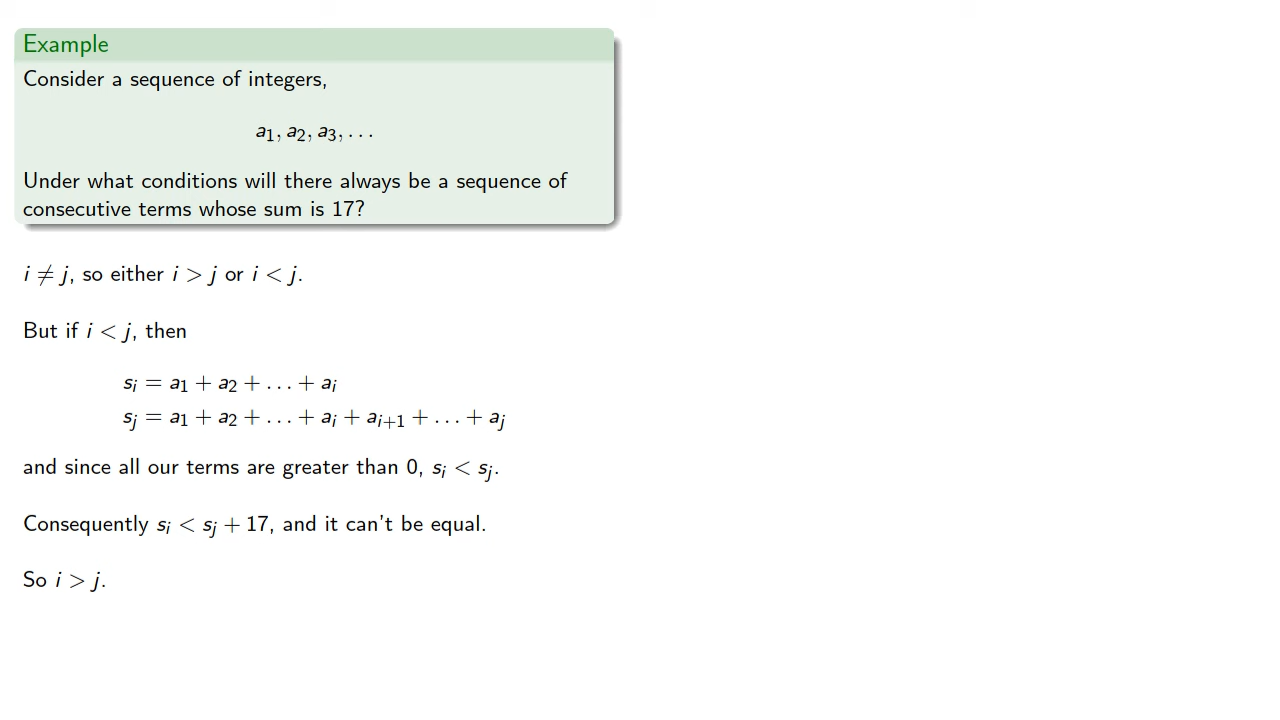 Example
Consider a sequence of integers,
a₁, a₂, a₃, . . .
Under what conditions will there always be a sequence of
consecutive terms whose sum is 17?
i ≠ j, so either i > j or i < j.
But if i < j, then
sᵢ = a₁ + a₂ + . . . + aᵢ
sⱼ = a₁ + a₂ + . . . + aᵢ + aᵢ₊₁ + . . . + aⱼ
and since all our terms are greater than 0, sᵢ < sⱼ.
Consequently sᵢ < sⱼ + 17, and it can't be equal.
So i > j.